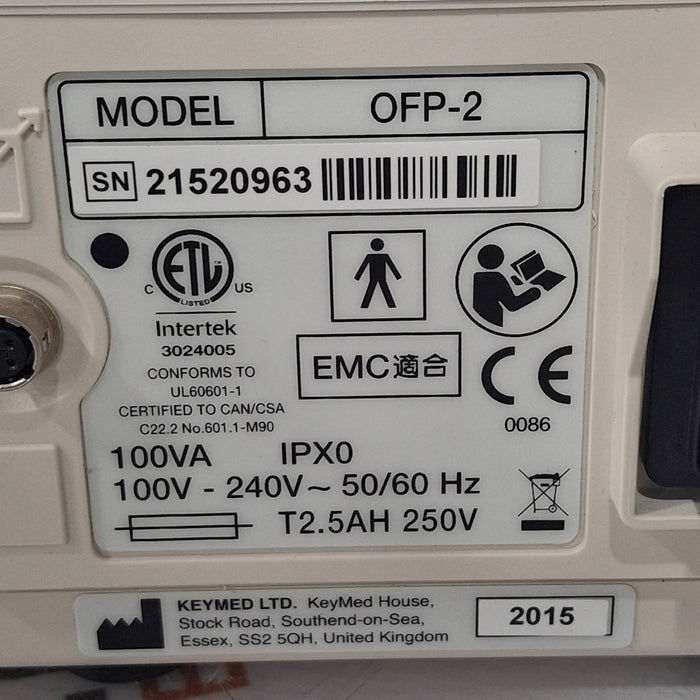 MODEL OFP-2
SN 21520963
ETL
C US
LISTED
Intertek
3024005
CONFORMS TO
UL60601-1
CERTIFIED TO CAN/CSA
C22.2 No.601.1-M90
EMC適合
CE
0086
100VA IPX0
100V - 240V~ 50/60 Hz
T2.5AH 250V
KEYMED LTD. KeyMed House,
Stock Road, Southend-on-Sea,
Essex, SS2 5QH, United Kingdom
2015